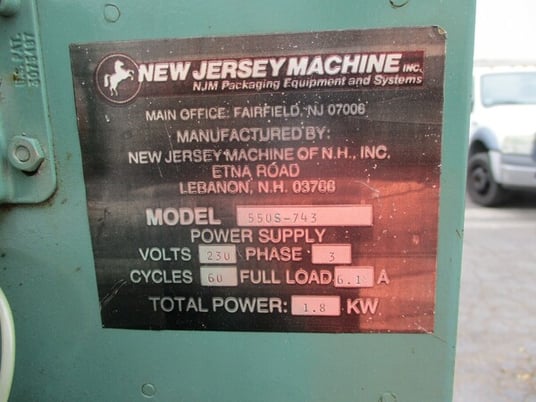 NEW JERSEY MACHINE INC.
NJM Packaging Equipment and Systems
MAIN OFFICE: FAIRFIELD, NJ 07006
MANUFACTURED BY:
NEW JERSEY MACHINE OF N.H., INC.
ETNA ROAD
LEBANON, N.H. 03766
MODEL 550S-743
POWER SUPPLY
VOLTS 230 PHASE 3
CYCLES 60 FULL LOAD 6.1 A
TOTAL POWER: 1.8 KW